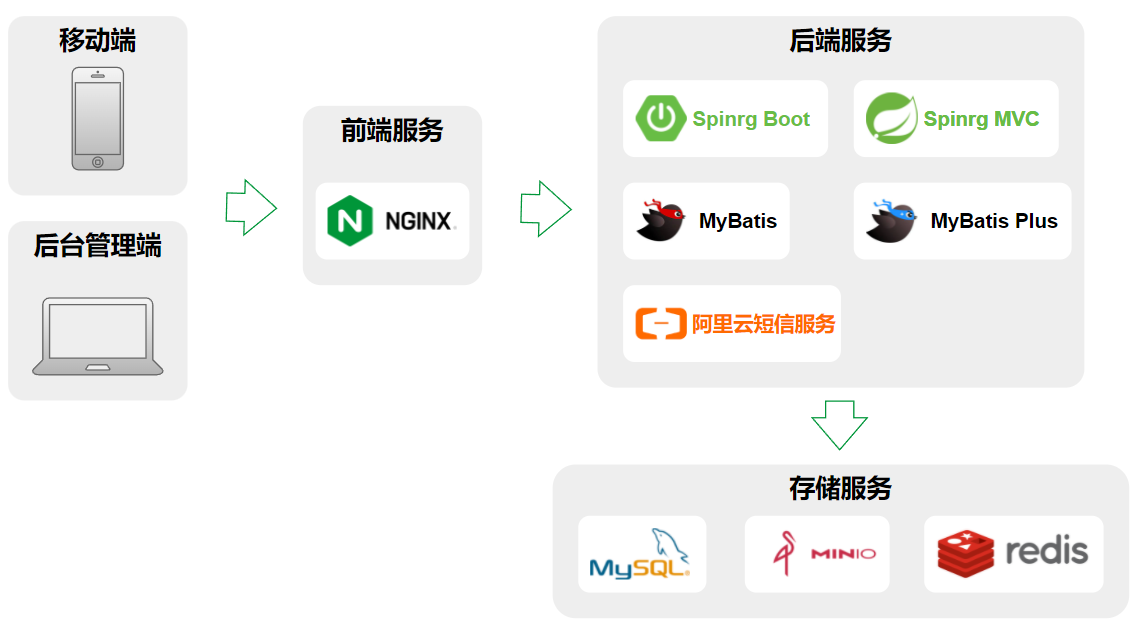 移动端
后台管理端
前端服务
NGINX
后端服务
Spinrg Boot
Spinrg MVC
MyBatis
MyBatis Plus
阿里云短信服务
存储服务
MySQL
MINIO
redis